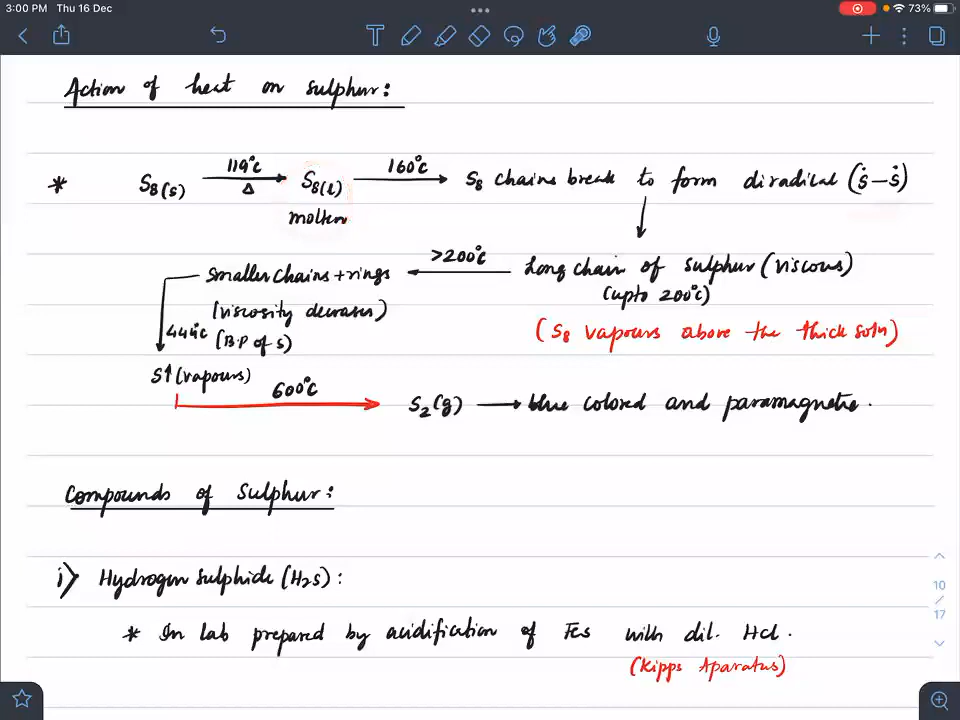 3:00 PM Thu 16 Dec 73%
Action of heat on sulphur:
* S8(s) 119°C Δ S8(l) 160°C S8 chains break to form diradical (ṡ–ṡ)
molten
smaller chains + rings >200°C Long chain of sulphur (viscous)
(viscosity decreases) (upto 200°C)
444°C (B.P of S) (S8 vapours above the thick soln)
S↑ (vapours) 600°C
S2(g) → blue colored and paramagnetic.
Compounds of Sulphur:
i) Hydrogen sulphide (H2S):
* In lab prepared by acidification of Fes with dil. HCl.
(Kipps Aparatus)
10
/
17